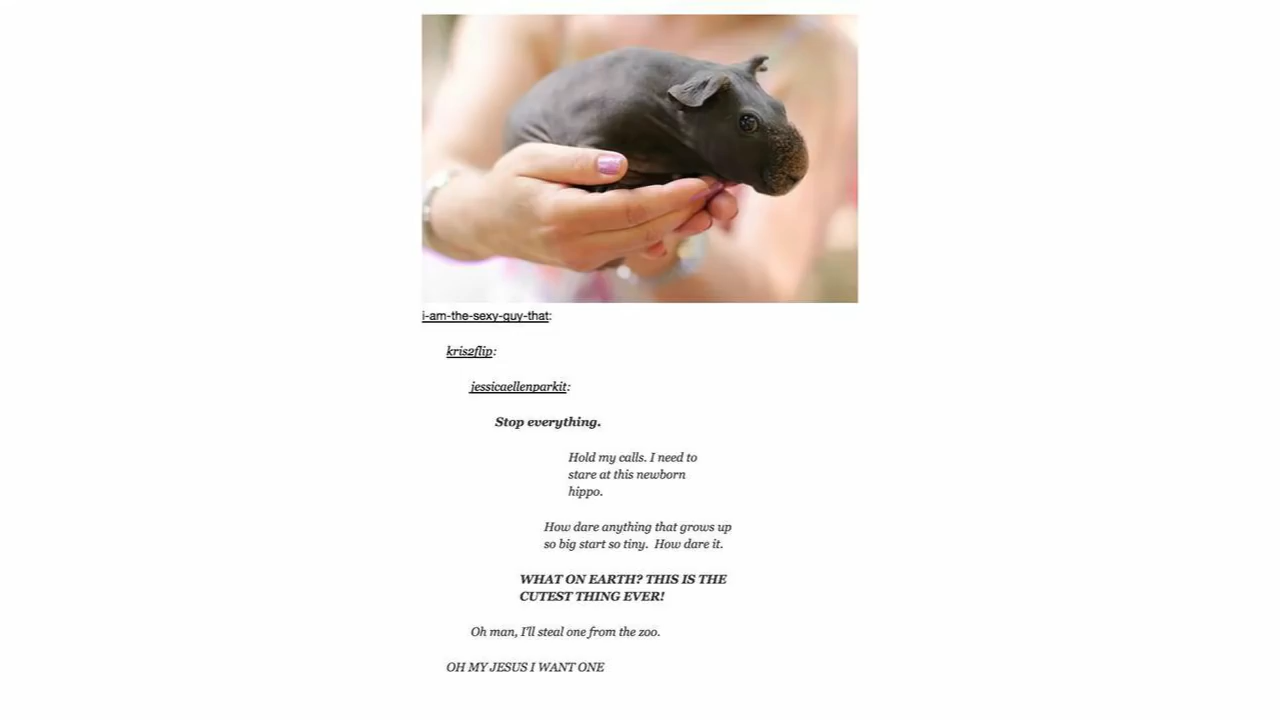 i-am-the-sexy-guy-that:
kris2flip:
jessicaellenparkit:
Stop everything.
Hold my calls. I need to
stare at this newborn
hippo.
How dare anything that grows up
so big start so tiny.  How dare it.
WHAT ON EARTH? THIS IS THE
CUTEST THING EVER!
Oh man, I'll steal one from the zoo.
OH MY JESUS I WANT ONE